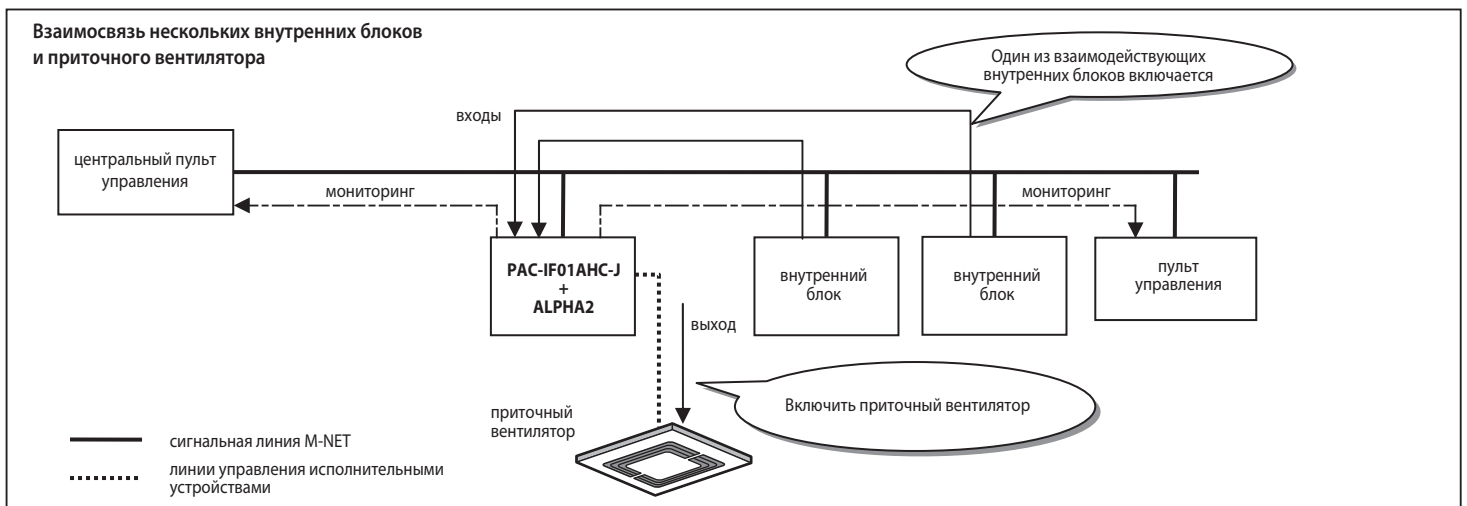 Взаимосвязь нескольких внутренних блоков
и приточного вентилятора
Один из взаимодействующих
внутренних блоков включается
входы
центральный пульт
управления
мониторинг
мониторинг
PAC-IF01AHC-J
+
ALPHA2
внутренний
блок
внутренний
блок
пульт
управления
выход
Включить приточный вентилятор
приточный
вентилятор
сигнальная линия M-NET
линии управления исполнительными
устройствами